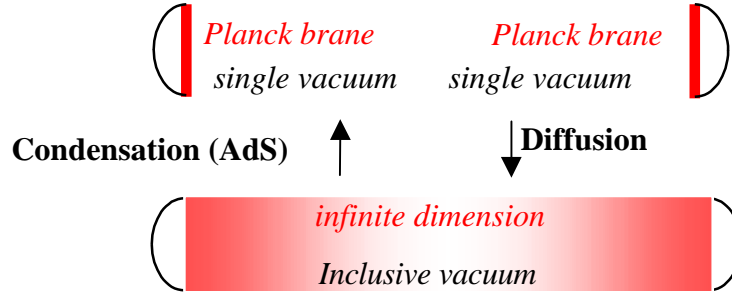 Planck brane Planck brane
single vacuum single vacuum
Condensation (AdS) Diffusion
infinite dimension
Inclusive vacuum